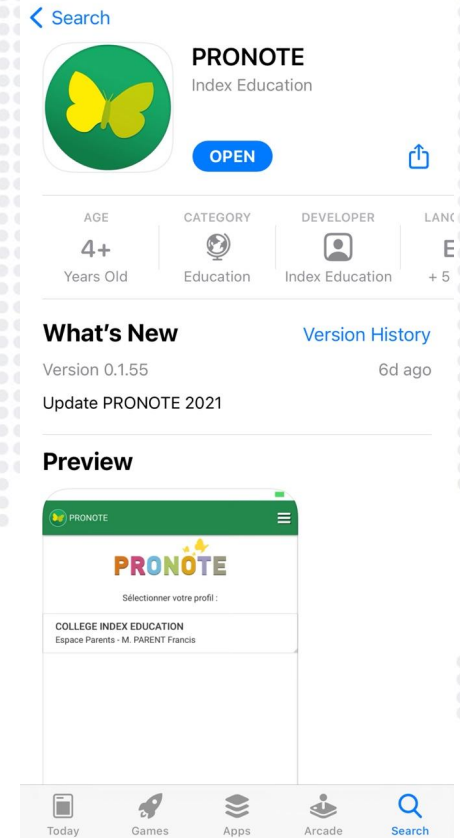 Search
PRONOTE
Index Education
OPEN
AGE
4+
Years Old
CATEGORY
Education
DEVELOPER
Index Education
LANG
E
+ 5
What's New
Version History
Version 0.1.55
6d ago
Update PRONOTE 2021
Preview
PRONOTE
PRONOTE
Sélectionner votre profil :
COLLEGE INDEX EDUCATION
Espace Parents - M. PARENT Francis
Today
Games
Apps
Arcade
Search